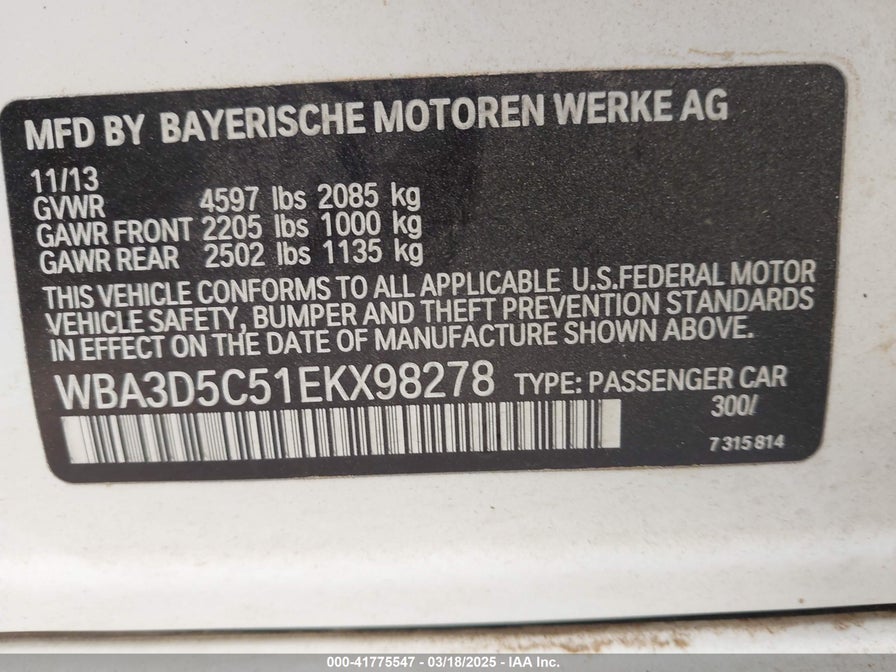 MFD BY BAYERISCHE MOTOREN WERKE AG
11/13
GVWR 4597 lbs 2085 kg
GAWR FRONT 2205 lbs 1000 kg
GAWR REAR 2502 lbs 1135 kg
THIS VEHICLE CONFORMS TO ALL APPLICABLE U.S.FEDERAL MOTOR
VEHICLE SAFETY, BUMPER AND THEFT PREVENTION STANDARDS
IN EFFECT ON THE DATE OF MANUFACTURE SHOWN ABOVE.
WBA3D5C51EKX98278 TYPE: PASSENGER CAR
300/
7 315 814
000-41775547 - 03/18/2025 - IAA Inc.